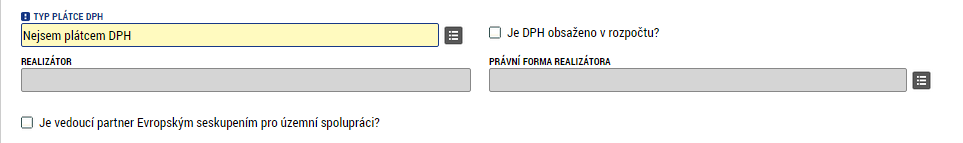 TYP PLÁTCE DPH
Nejsem plátcem DPH
Je DPH obsaženo v rozpočtu?
REALIZÁTOR
PRÁVNÍ FORMA REALIZÁTORA
Je vedoucí partner Evropským seskupením pro územní spolupráci?